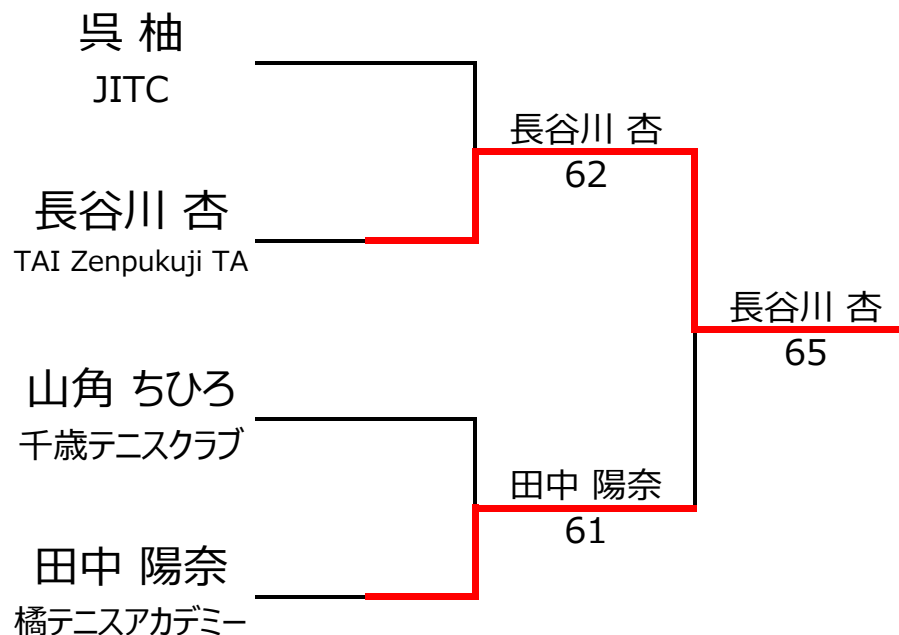 呉 柚
JITC
長谷川 杏
62
長谷川 杏
TAI Zenpukuji TA
長谷川 杏
65
山角 ちひろ
千歳テニスクラブ
田中 陽奈
61
田中 陽奈
橘テニスアカデミー